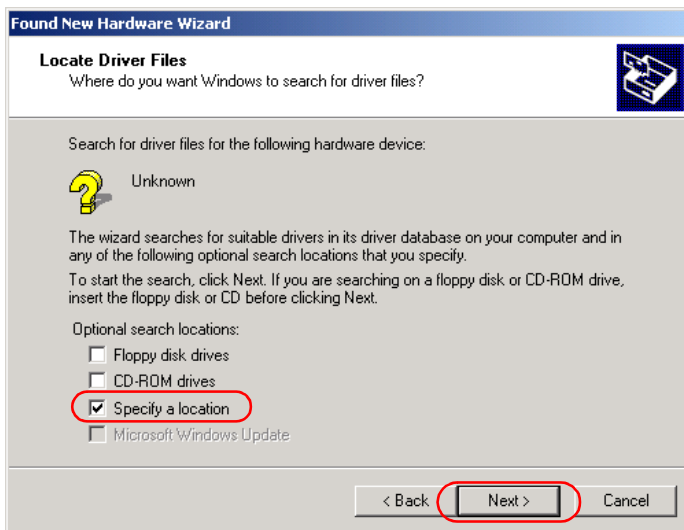 Found New Hardware Wizard
Locate Driver Files
Where do you want Windows to search for driver files?
Search for driver files for the following hardware device:
Unknown
The wizard searches for suitable drivers in its driver database on your computer and in
any of the following optional search locations that you specify.
To start the search, click Next. If you are searching on a floppy disk or CD-ROM drive,
insert the floppy disk or CD before clicking Next.
Optional search locations:
Floppy disk drives
CD-ROM drives
Specify a location
Microsoft Windows Update
< Back Next > Cancel